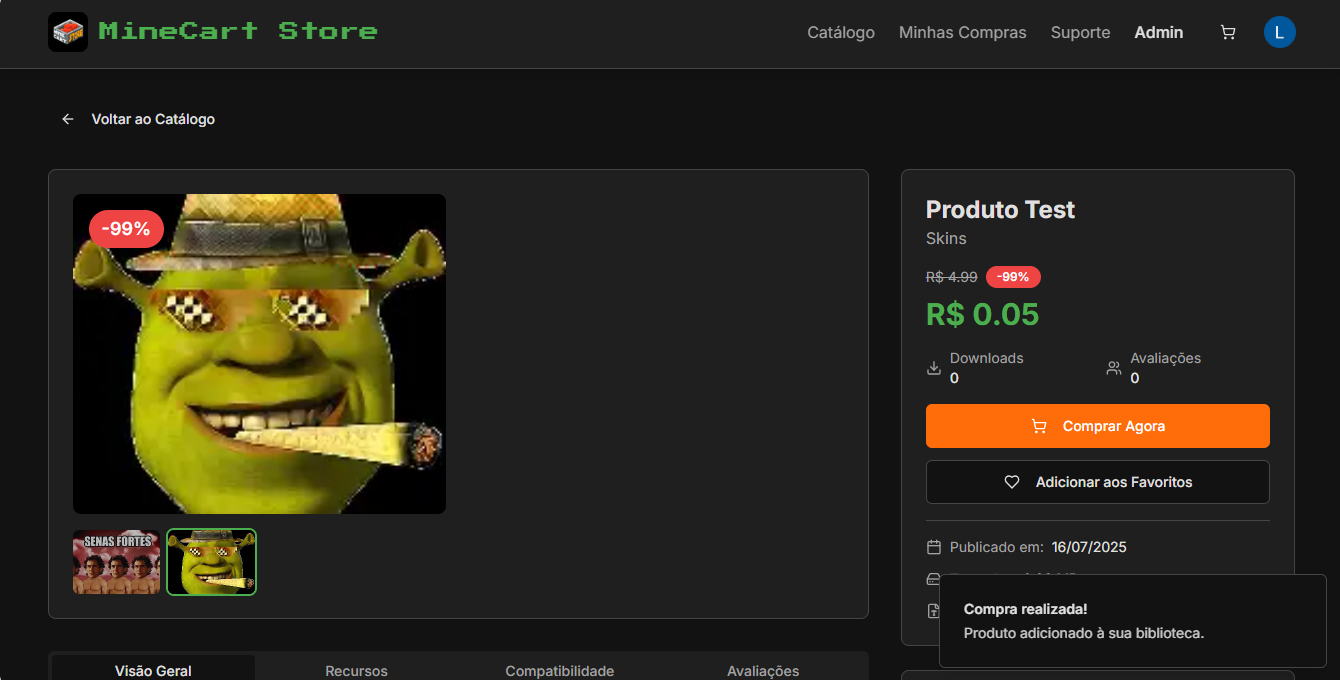 MineCart Store
Catálogo
Minhas Compras
Suporte
Admin
L
Voltar ao Catálogo
-99%
SENAS FORTES
Produto Test
Skins
R$ 4.99
-99%
R$ 0.05
Downloads
0
Avaliações
0
Comprar Agora
Adicionar aos Favoritos
Publicado em: 16/07/2025
Compra realizada!
Produto adicionado à sua biblioteca.
Visão Geral
Recursos
Compatibilidade
Avaliações